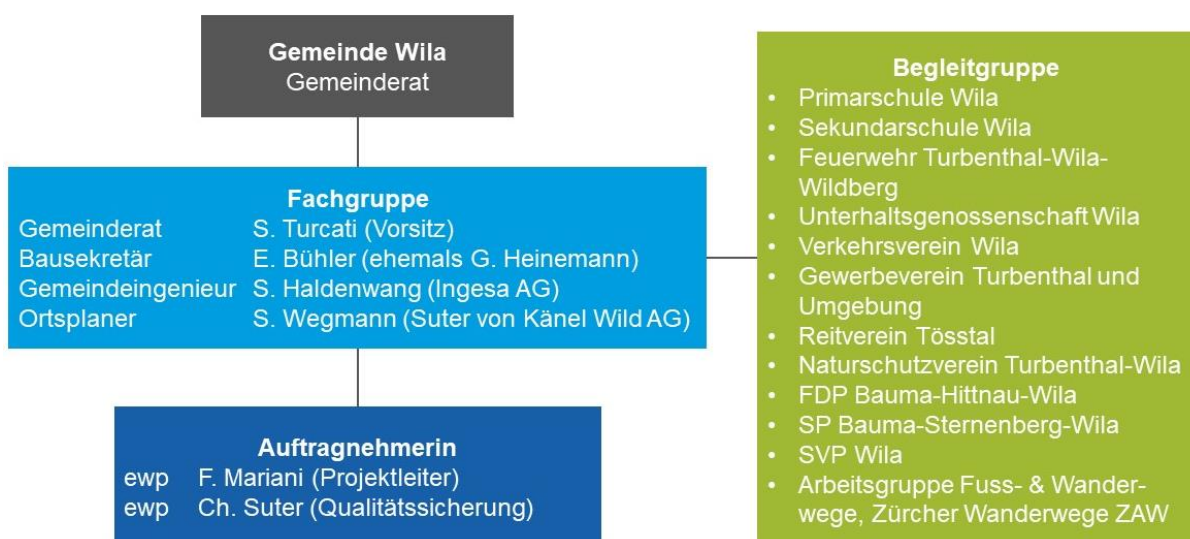 Gemeinde Wila
Gemeinderat
Fachgruppe
Gemeinderat S. Turcati (Vorsitz)
Bausekretär E. Bühler (ehemals G. Heinemann)
Gemeindeingenieur S. Haldenwang (Ingesa AG)
Ortsplaner S. Wegmann (Suter von Känel Wild AG)
Auftragnehmerin
ewp F. Mariani (Projektleiter)
ewp Ch. Suter (Qualitätssicherung)
Begleitgruppe
• Primarschule Wila
• Sekundarschule Wila
• Feuerwehr Turbenthal-Wila-
Wildberg
• Unterhaltsgenossenschaft Wila
• Verkehrsverein Wila
• Gewerbeverein Turbenthal und
Umgebung
• Reitverein Tösstal
• Naturschutzverein Turbenthal-Wila
• FDP Bauma-Hittnau-Wila
• SP Bauma-Sternenberg-Wila
• SVP Wila
• Arbeitsgruppe Fuss- & Wander-
wege, Zürcher Wanderwege ZAW